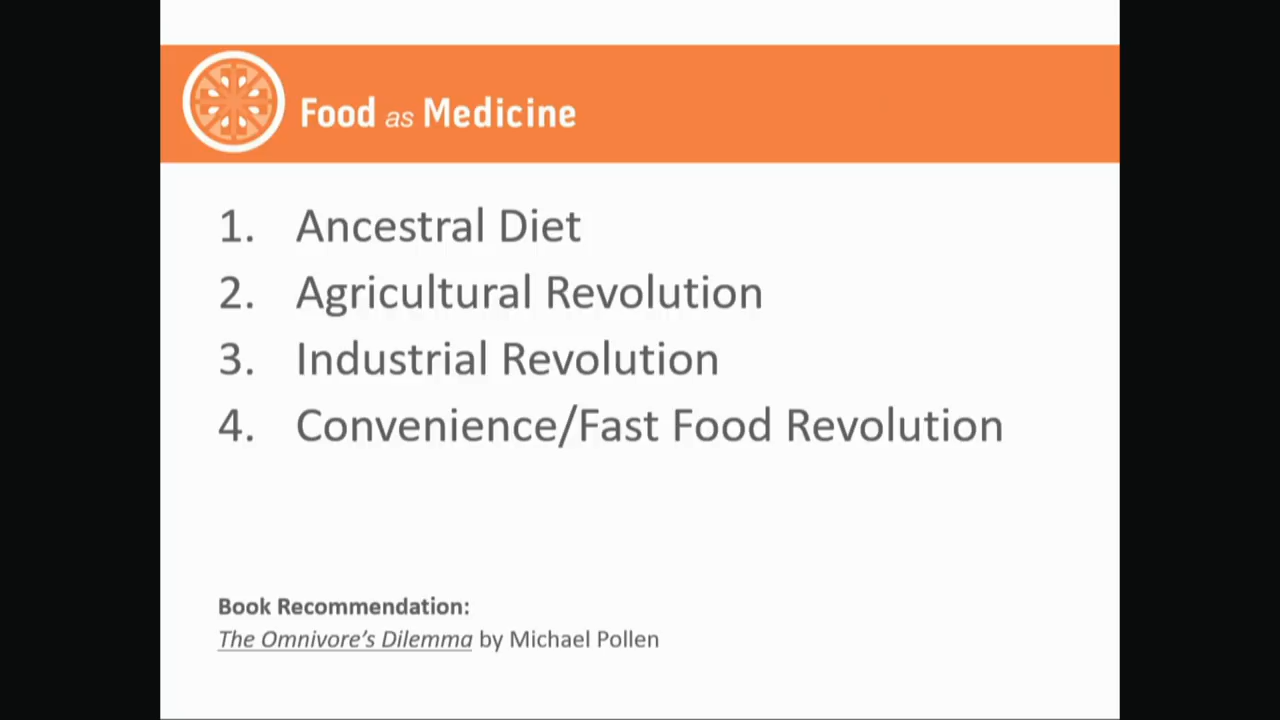 Food as Medicine
1. Ancestral Diet
2. Agricultural Revolution
3. Industrial Revolution
4. Convenience/Fast Food Revolution
Book Recommendation:
The Omnivore's Dilemma by Michael Pollen